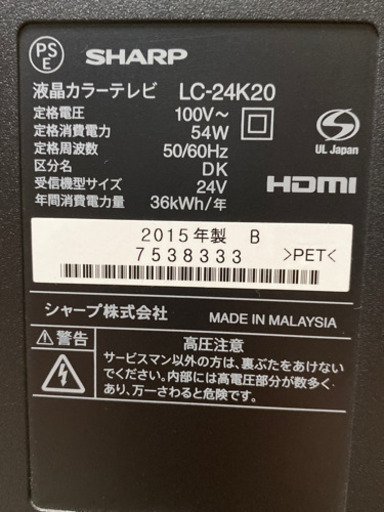 PS
E
SHARP
液晶カラーテレビ LC-24K20
定格電圧 100V～
定格消費電力 54W
定格周波数 50/60Hz
区分名 DK
受信機型サイズ 24V
年間消費電力量 36kWh/年
UL Japan
HDMI
2015年製 B
7538333 >PET<
シャープ株式会社 MADE IN MALAYSIA
警告 高圧注意
サービスマン以外の方は、裏ぶたをあけない
でください。内部には高電圧部分が数多く
あり、万一さわると危険です。